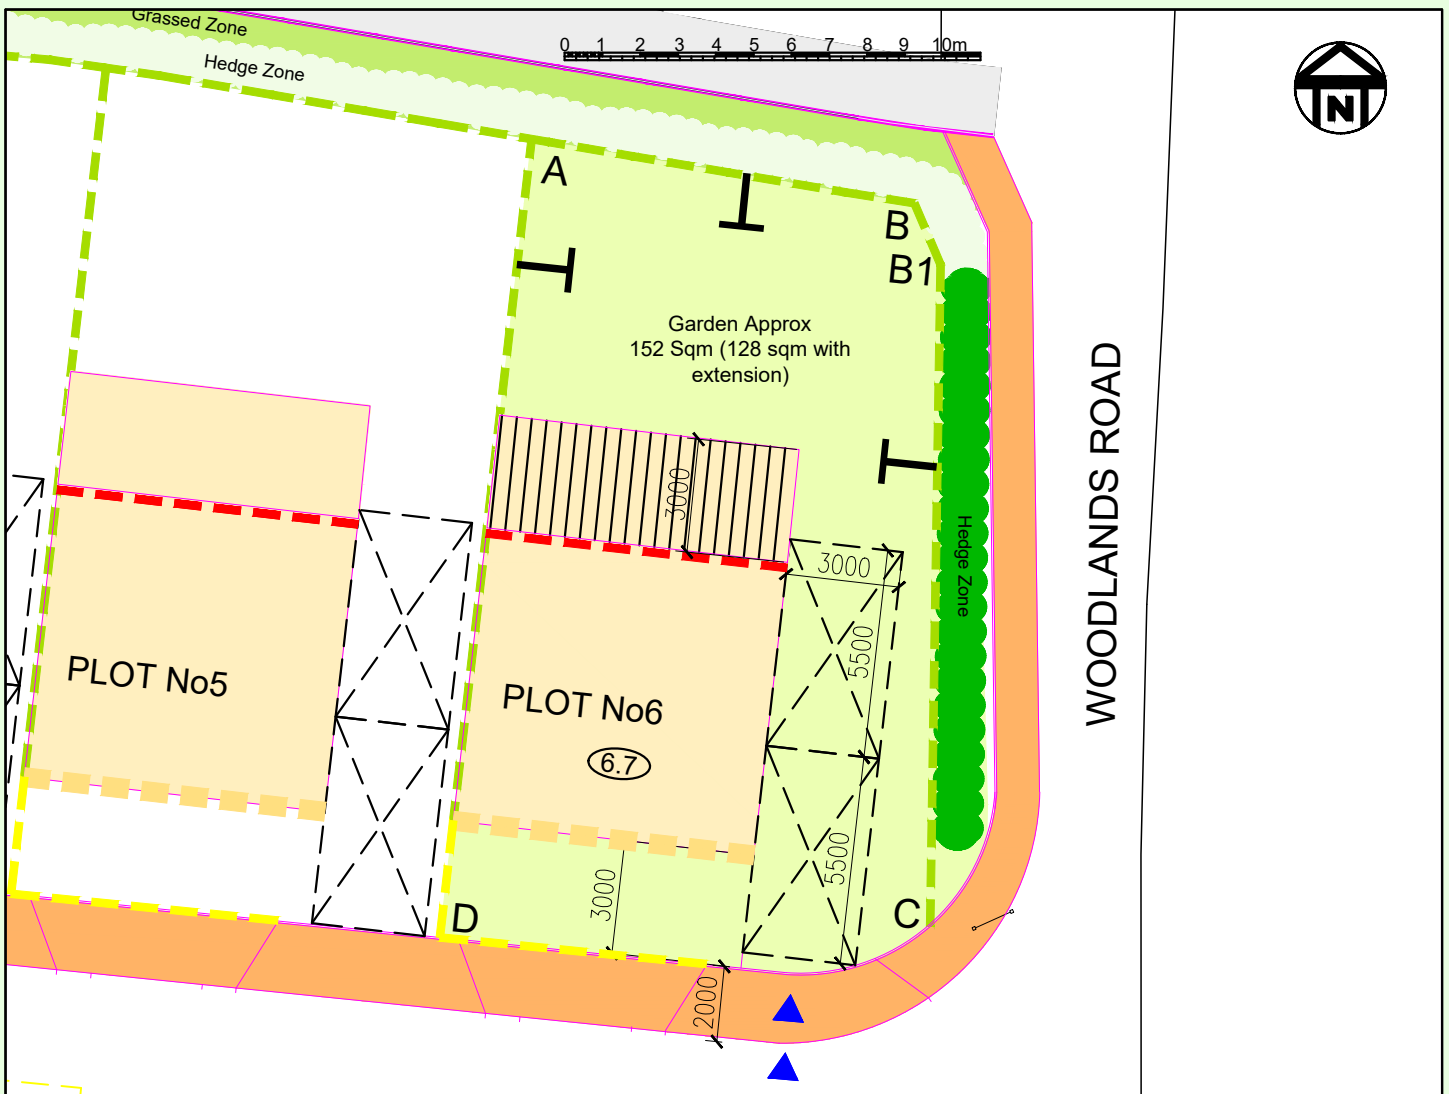 Grassed Zone
Hedge Zone
0 1 2 3 4 5 6 7 8 9 10m
N
A
B
B1
Garden Approx
152 Sqm (128 sqm with
extension)
3000
3000
Hedge Zone
5500
WOODLANDS ROAD
PLOT No5
PLOT No6
6.7
5500
3000
C
D
2000